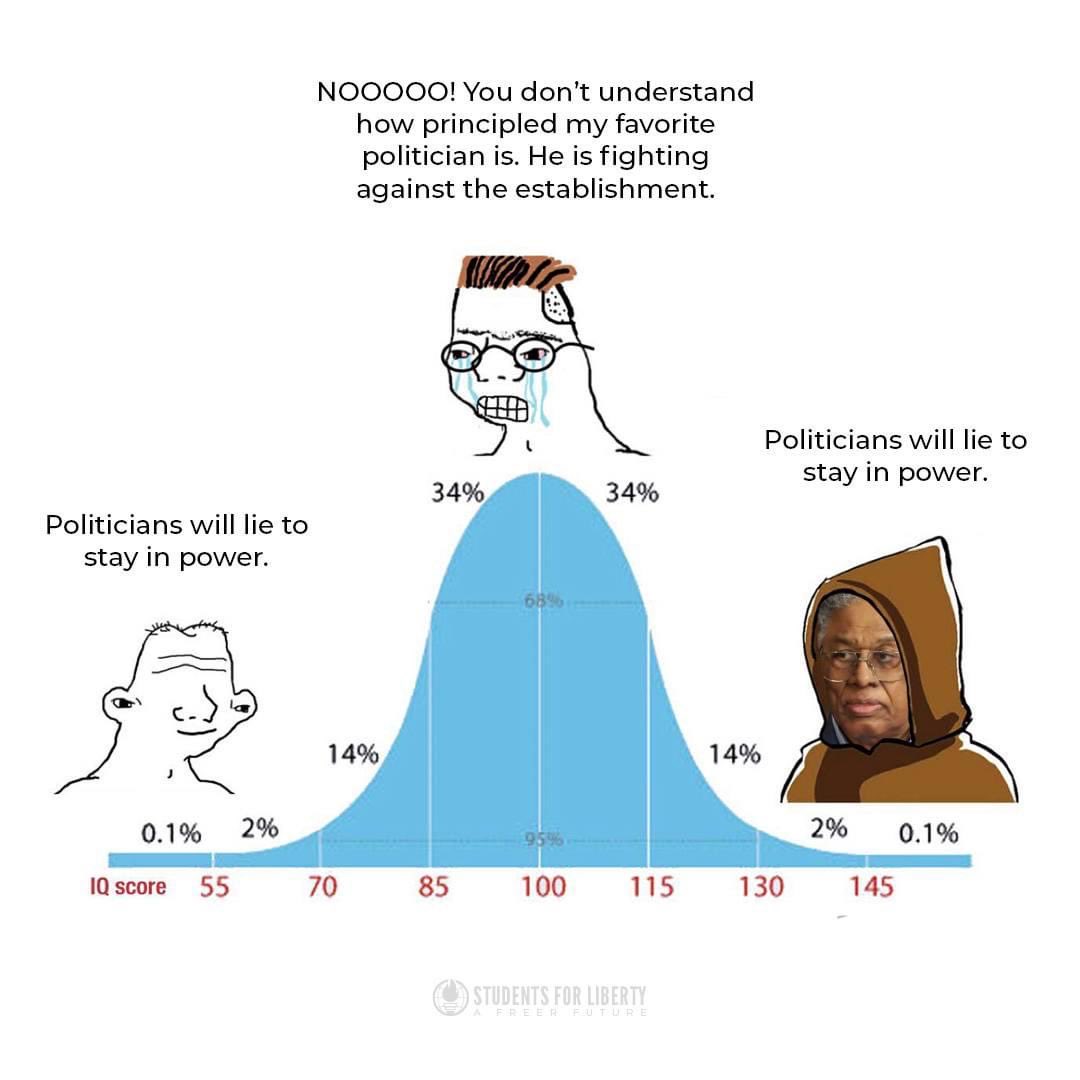 NOOOOO! You don’t understand
how principled my favorite
politician is. He is fighting
against the establishment.
Politicians will lie to
stay in power.
Politicians will lie to
stay in power.
34%
34%
68%
14%
14%
0.1%
2%
95%
2%
0.1%
IQ score 55 70 85 100 115 130 145
STUDENTS FOR LIBERTY
A FREER FUTURE